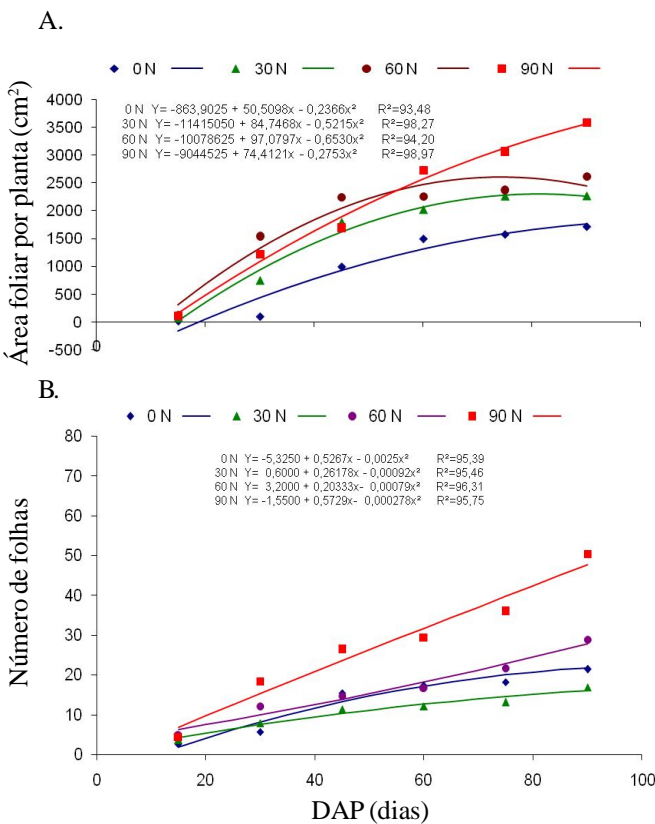 A.
0 N 30 N 60 N 90 N
0 N Y= -863,9025 + 50,5098x - 0,2366x² R²=93,48
30 N Y= -11415050 + 84,7468x - 0,5215x² R²=98,27
60 N Y= -10078625 + 97,0797x - 0,6530x² R²=94,20
90 N Y= -9044525 + 74,4121x - 0,2753x² R²=98,97
Área foliar por planta (cm²)
4000
3500
3000
2500
2000
1500
1000
500
0
-500
0
B.
0 N 30 N 60 N 90 N
0 N Y= -5,3250 + 0,5267x - 0,0025x² R²=95,39
30 N Y= 0,6000 + 0,26178x - 0,00092x² R²=95,46
60 N Y= 3,2000 + 0,20333x- 0,00079x² R²=96,31
90 N Y= -1,5500 + 0,5729x- 0,000278x² R²=95,75
Número de folhas
80
70
60
50
40
30
20
10
0
0 20 40 60 80 100
DAP (dias)